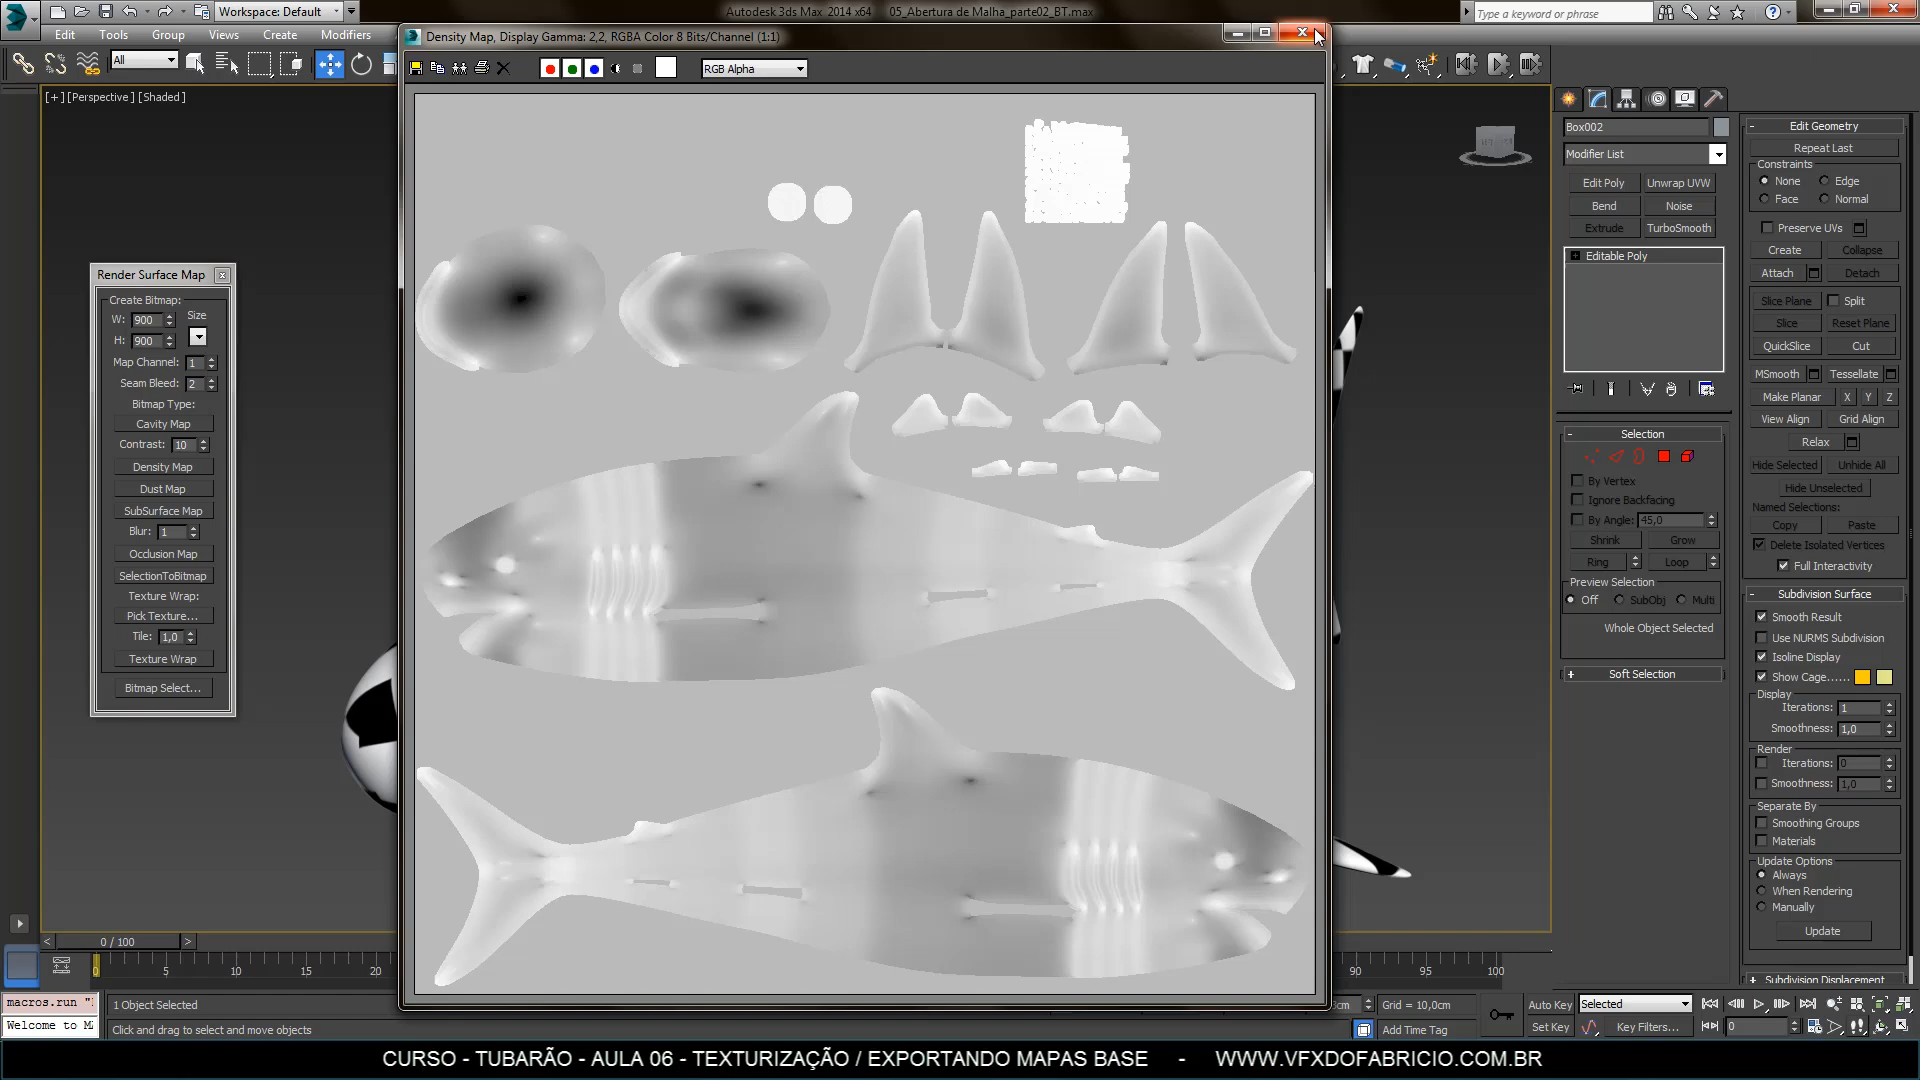 Workspace: Default
Autodesk 3ds Max 2014 x64
05_Abertura de Malha_parte02_BT.max
Type a keyword or phrase
Edit
Tools
Group
Views
Create
Modifiers
All
[+] [Perspective] [Shaded]
Density Map, Display Gamma: 2,2, RGBA Color 8 Bits/Channel (1:1)
RGB Alpha
Render Surface Map
Create Bitmap:
W: 900
Size
H: 900
Map Channel: 1
Seam Bleed: 2
Bitmap Type:
Cavity Map
Contrast: 10
Density Map
Dust Map
SubSurface Map
Blur: 1
Occlusion Map
SelectionToBitmap
Texture Wrap:
Pick Texture...
Tile: 1,0
Texture Wrap
Bitmap Select...
Box002
Modifier List
Edit Poly
Unwrap UVW
Bend
Noise
Extrude
TurboSmooth
Editable Poly
Selection
By Vertex
Ignore Backfacing
By Angle: 45,0
Shrink
Grow
Ring
Loop
Preview Selection
Off
SubObj
Multi
Whole Object Selected
Soft Selection
Edit Geometry
Repeat Last
Constraints
None
Edge
Face
Normal
Preserve UVs
Create
Collapse
Attach
Detach
Slice Plane
Split
Slice
Reset Plane
QuickSlice
Cut
MSmooth
Tessellate
Make Planar
X
Y
Z
View Align
Grid Align
Relax
Hide Selected
Unhide All
Hide Unselected
Named Selections:
Copy
Paste
Delete Isolated Vertices
Full Interactivity
Subdivision Surface
Smooth Result
Use NURMS Subdivision
Isoline Display
Show Cage......
Display
Iterations: 1
Smoothness: 1,0
Render
Iterations: 0
Smoothness: 1,0
Separate By
Smoothing Groups
Materials
Update Options
Always
When Rendering
Manually
Update
Subdivision Displacement
0 / 100
0
5
10
15
20
90
95
100
macros.run "
Welcome to M
1 Object Selected
Click and drag to select and move objects
Grid = 10,0cm
Add Time Tag
Auto Key
Selected
Set Key
Key Filters...
0
CURSO - TUBARÃO - AULA 06 - TEXTURIZAÇÃO / EXPORTANDO MAPAS BASE - WWW.VFXDOFABRICIO.COM.BR